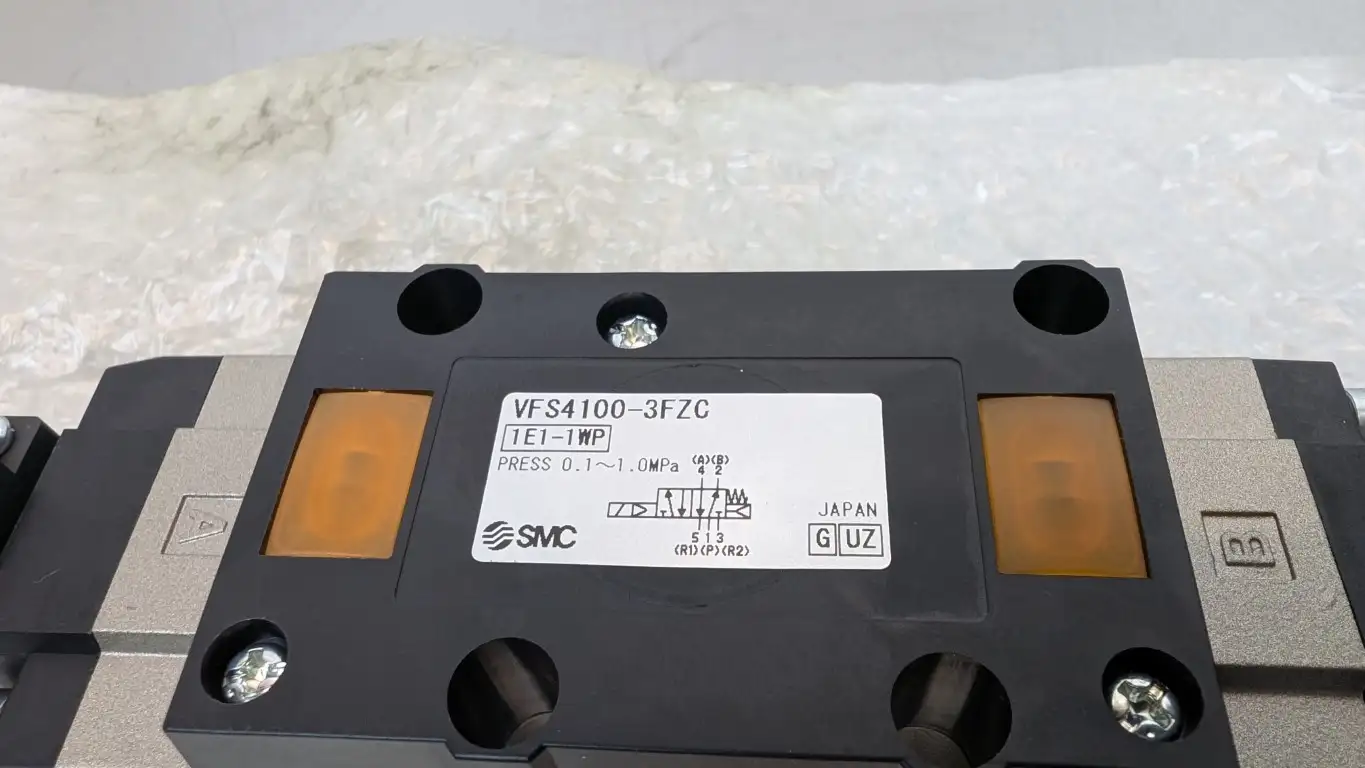 VFS4100-3FZC
1E1-1WP
PRESS 0.1～1.0MPa
(A)(B)
4 2
5 1 3
(R1)(P)(R2)
SMC
JAPAN
G UZ
A
B